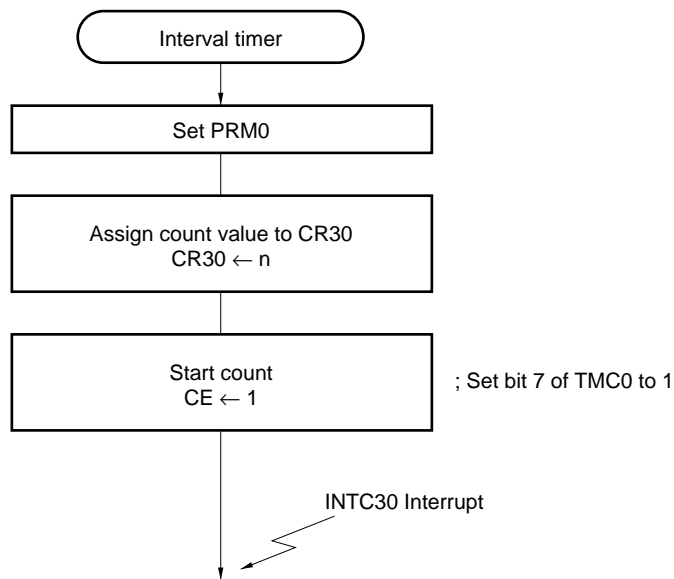 Interval timer
Set PRM0
Assign count value to CR30
CR30 ← n
Start count
CE ← 1
; Set bit 7 of TMC0 to 1
INTC30 Interrupt